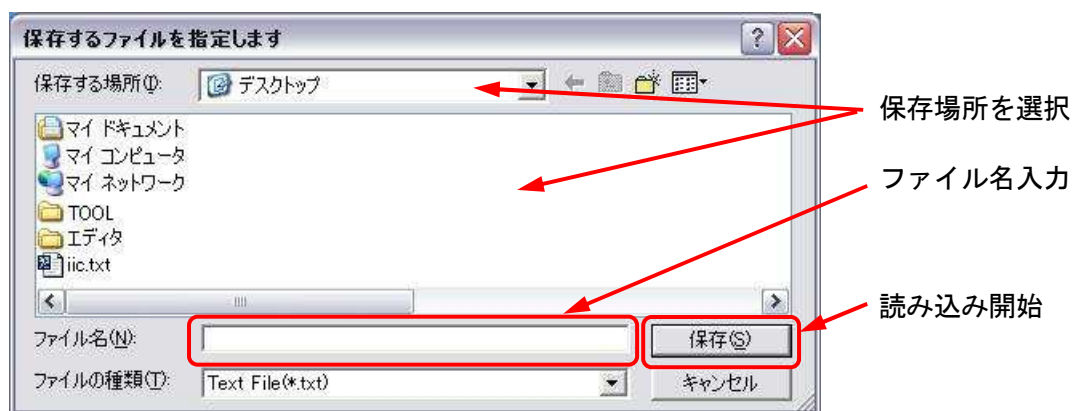 保存するファイルを指定します
保存する場所(I):
デスクトップ
保存場所を選択
マイ ドキュメント
マイ コンピュータ
マイ ネットワーク
ファイル名入力
TOOL
エディタ
iic.txt
読み込み開始
ファイル名(N):
保存(S)
ファイルの種類(T):
Text File(*.txt)
キャンセル